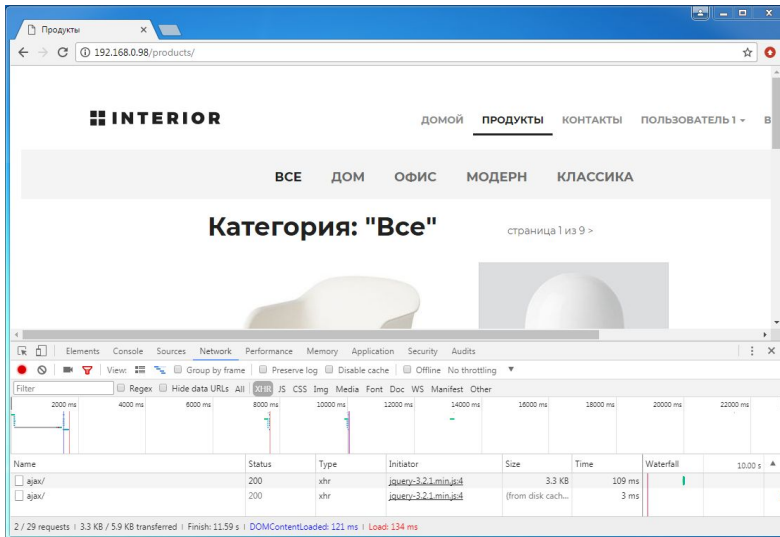 Продукты
192.168.0.98/products/
INTERIOR
ДОМОЙ ПРОДУКТЫ КОНТАКТЫ ПОЛЬЗОВАТЕЛЬ 1 В
ВСЕ ДОМ ОФИС МОДЕРН КЛАССИКА
Категория: "Все"
страница 1 из 9 >
Elements Console Sources Network Performance Memory Application Security Audits
View: Group by frame Preserve log Disable cache Offline No throttling
Filter Regex Hide data URLs All XHR JS CSS Img Media Font Doc WS Manifest Other
2000 ms 4000 ms 6000 ms 8000 ms 10000 ms 12000 ms 14000 ms 16000 ms 18000 ms 20000 ms 22000 ms
Name Status Type Initiator Size Time Waterfall 10.00 s
ajax/ 200 xhr jquery-3.2.1.min.js:4 3.3 KB 109 ms
ajax/ 200 xhr jquery-3.2.1.min.js:4 (from disk cach... 3 ms
2 / 29 requests | 3.3 KB / 5.9 KB transferred | Finish: 11.59 s | DOMContentLoaded: 121 ms | Load: 134 ms